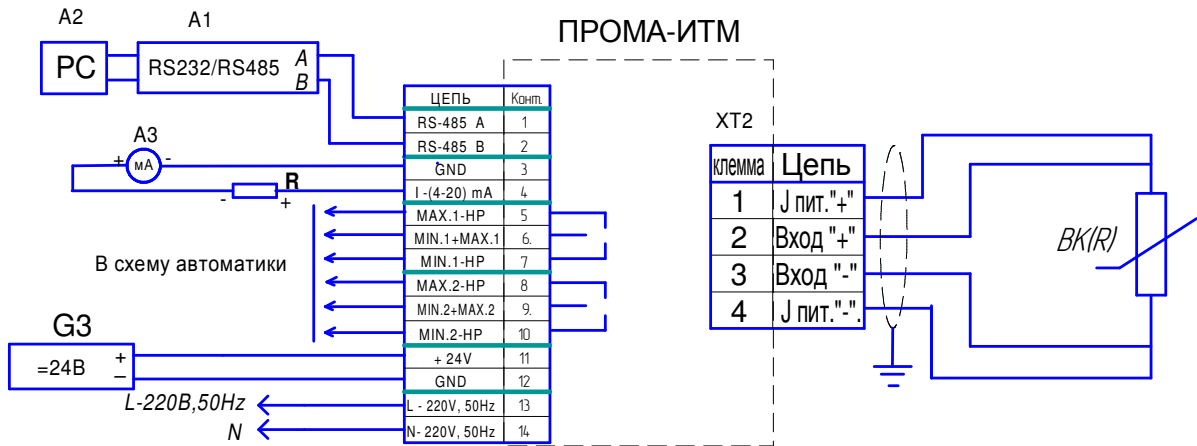 A2
A1
ПРОМА-ИТМ
PC
RS232/RS485
A
B
ЦЕПЬ Конт.
RS-485 A 1
RS-485 B 2
GND 3
I -(4-20) mA 4
MAX.1-HP 5
MIN.1+MAX.1 6.
MIN.1-HP 7
MAX.2-HP 8
MIN.2+MAX.2 9.
MIN.2-HP 10
+ 24V 11
GND 12
L - 220V, 50Hz 13
N- 220V, 50Hz 14
A3
+ мА -
R
- +
В схему автоматики
G3
=24В + –
L-220В,50Hz
N
XT2
клемма Цепь
1 J пит."+"
2 Вход "+"
3 Вход "-"
4 J пит."-".
BK(R)